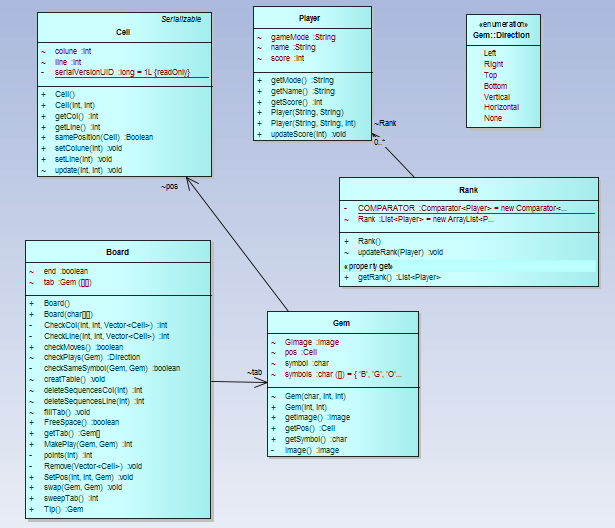 Serializable
Cell
~ colune :int
~ line :int
- serialVersionUID :long = 1L {readOnly}
+ Cell()
+ Cell(int, int)
+ getCol() :int
+ getLine() :int
+ samePosition(Cell) :Boolean
+ setColune(int) :void
+ setLine(int) :void
~ update(int, int) :void
Player
~ gameMode :String
~ name :String
~ score :int
+ getMode() :String
+ getName() :String
+ getScore() :int
+ Player(String, String)
+ Player(String, String, int)
+ updateScore(int) :void
«enumeration»
Gem::Direction
Left
Right
Top
Bottom
Vertical
Horizontal
None
~Rank
0..*
Rank
- COMPARATOR :Comparator<Player> = new Comparator<...
~ Rank :List<Player> = new ArrayList<P...
+ Rank()
~ updateRank(Player) :void
«property get»
+ getRank() :List<Player>
~pos
Board
~ end :boolean
~ tab :Gem ([][])
+ Board()
+ Board(char[][])
- CheckCol(int, int, Vector<Cell>) :int
- CheckLine(int, int, Vector<Cell>) :int
+ checkMoves() :boolean
~ checkPlays(Gem) :Direction
- checkSameSymbol(Gem, Gem) :boolean
~ creatTable() :void
~ deleteSequencesCol(int) :int
~ deleteSequencesLine(int) :int
~ fillTab() :void
+ FreeSpace() :boolean
+ getTab() :Gem[]
+ MakePlay(Gem, Gem) :int
- points(int) :int
- Remove(Vector<Cell>) :void
+ SetPos(int, int, Gem) :void
~ swap(Gem, Gem) :void
~ sweepTab() :int
+ Tip() :Gem
~tab
Gem
~ Gimage :Image
~ pos :Cell
~ symbol :char
~ symbols :char ([]) = { 'B', 'G', 'O'...
~ Gem(char, int, int)
+ Gem(int, int)
+ getImage() :Image
+ getPos() :Cell
+ getSymbol() :char
- Image() :Image